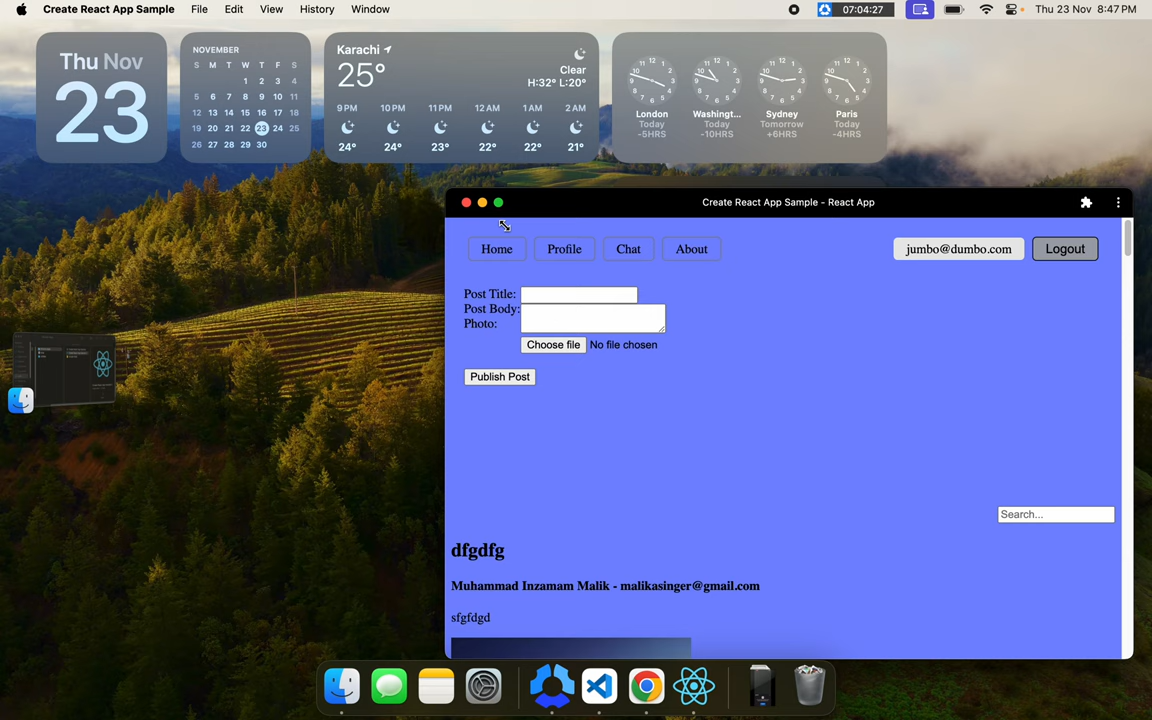 Create React App Sample File Edit View History Window 07:04:27 Thu 23 Nov 8:47 PM
Thu Nov
23
NOVEMBER
S M T W T F S
1 2 3 4
5 6 7 8 9 10 11
12 13 14 15 16 17 18
19 20 21 22 23 24 25
26 27 28 29 30
Karachi
25°
Clear
H:32° L:20°
9 PM 10 PM 11 PM 12 AM 1 AM 2 AM
24° 24° 23° 22° 22° 21°
London Washingt... Sydney Paris
Today Today Tomorrow Today
-5HRS -10HRS +6HRS -4HRS
Create React App Sample - React App
Home Profile Chat About jumbo@dumbo.com Logout
Post Title:
Post Body:
Photo:
Choose file No file chosen
Publish Post
Search...
dfgdfg
Muhammad Inzamam Malik - malikasinger@gmail.com
sfgfdgd